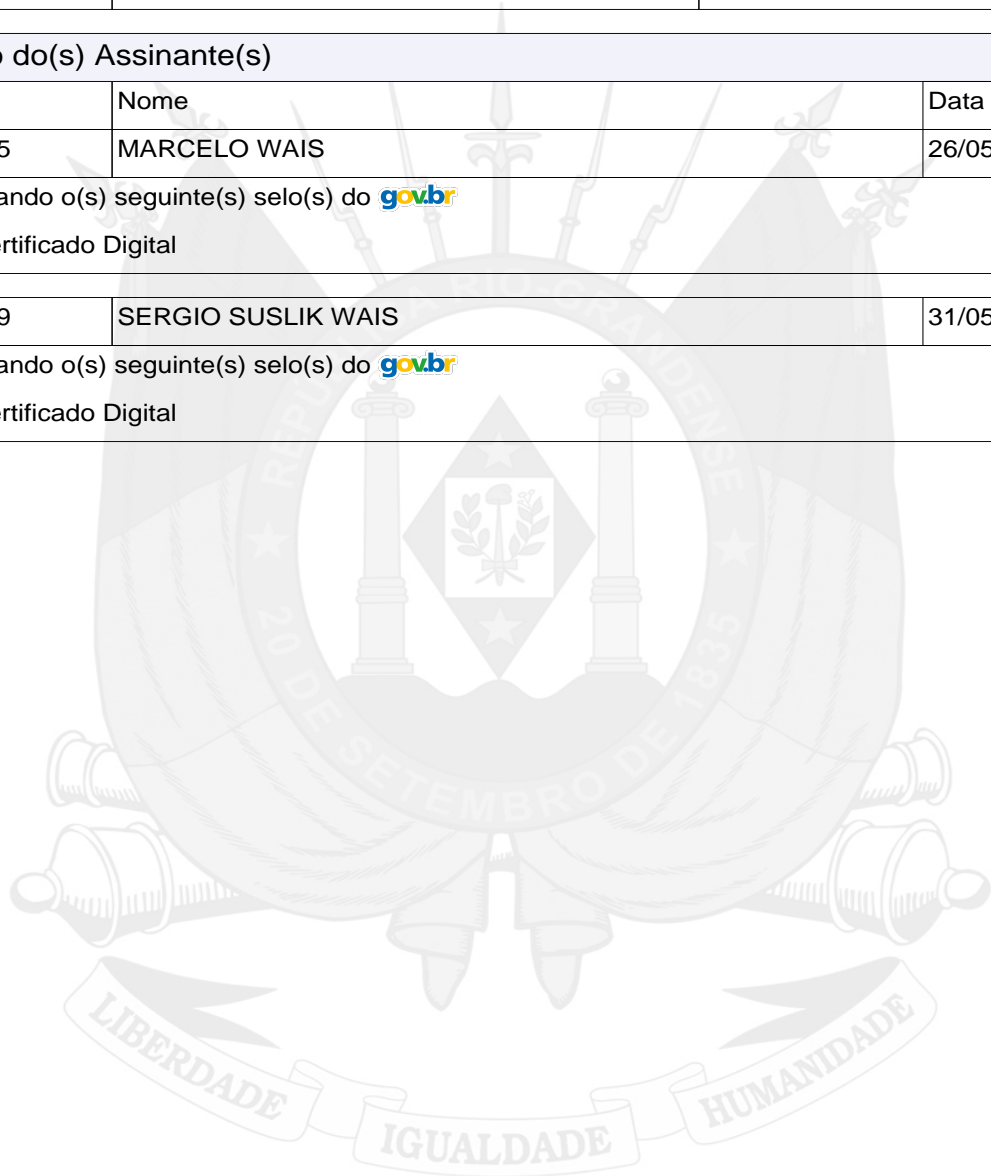 do(s) Assinante(s)
Nome Data
5 MARCELO WAIS 26/05
ando o(s) seguinte(s) selo(s) do gov.br
ertificado Digital
9 SERGIO SUSLIK WAIS 31/05
ando o(s) seguinte(s) selo(s) do gov.br
ertificado Digital
REPÚBLICA RIO-GRANDENSE
20 DE SETEMBRO DE 1835
LIBERDADE IGUALDADE HUMANIDADE